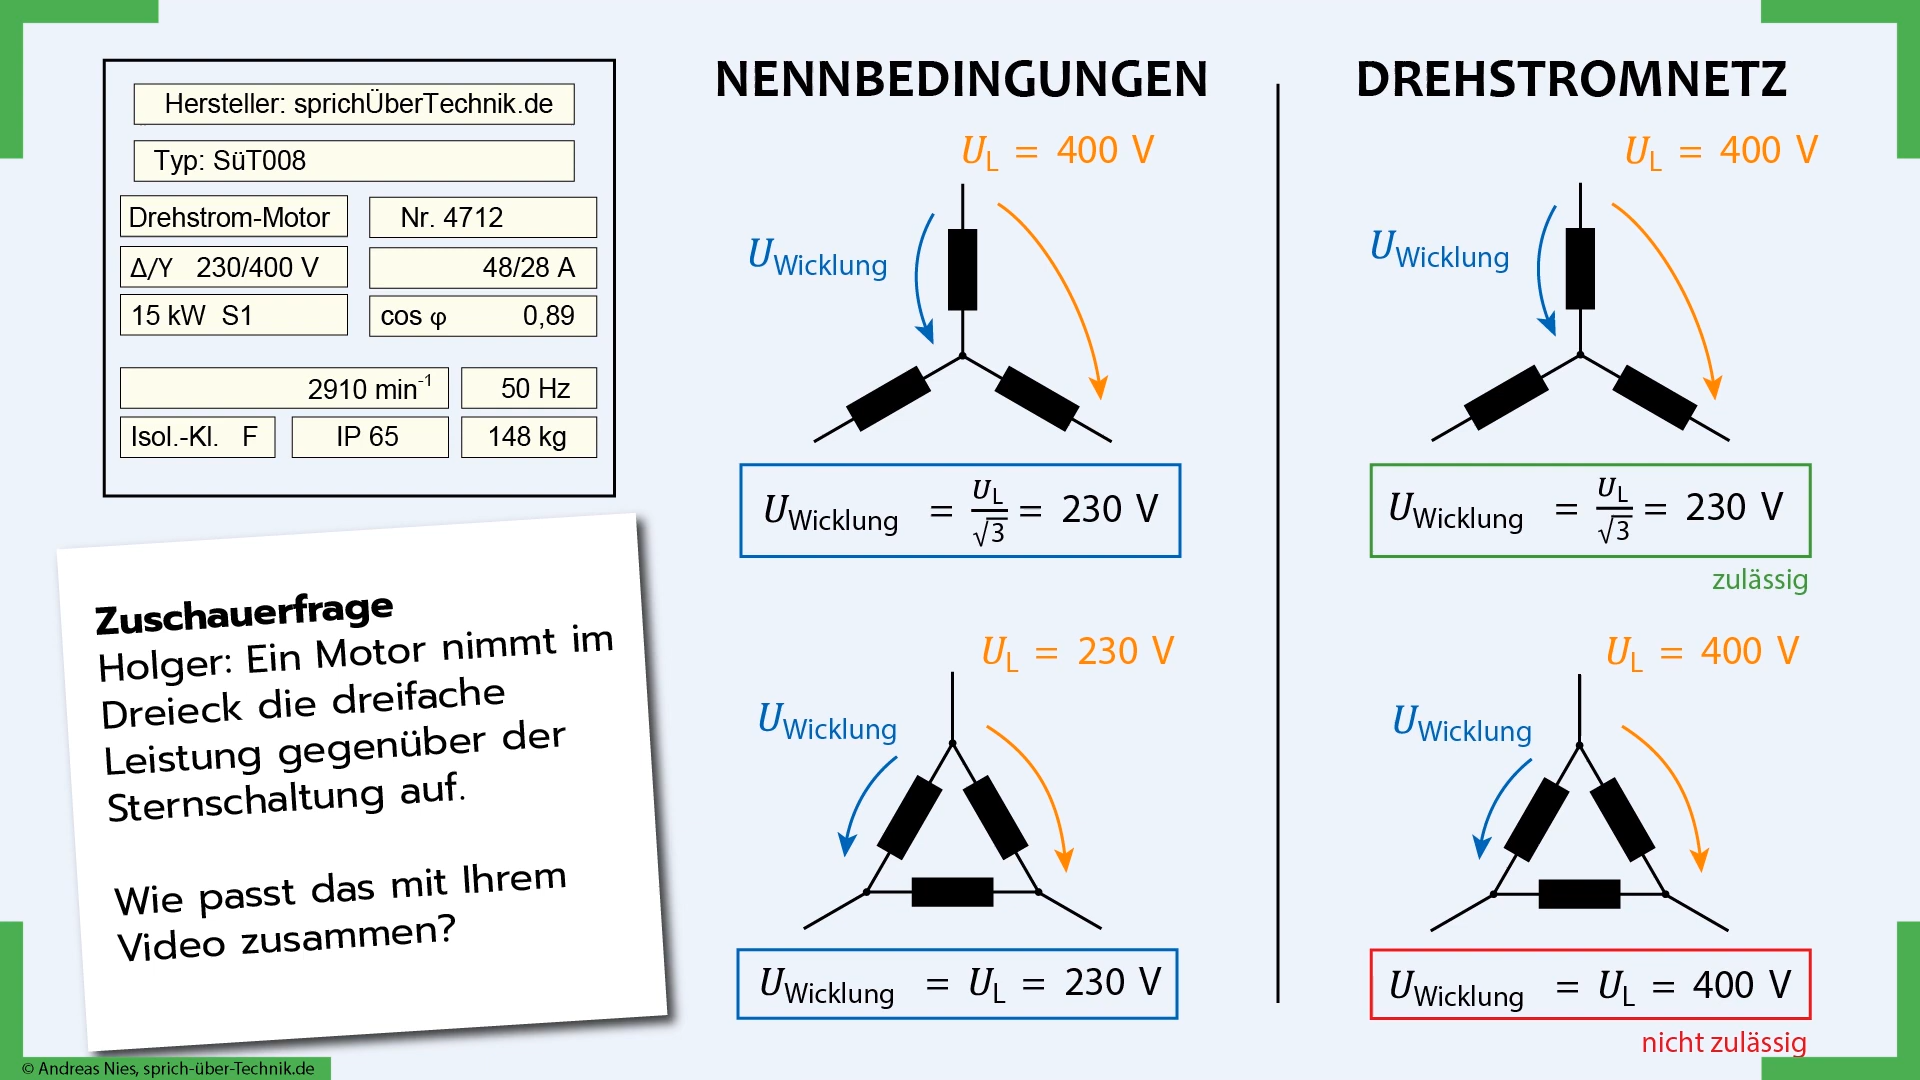 Hersteller: sprichÜberTechnik.de
Typ: SüT008
Drehstrom-Motor
Nr. 4712
Δ/Y 230/400 V
48/28 A
15 kW S1
cos φ 0,89
2910 min⁻¹
50 Hz
Isol.-Kl. F
IP 65
148 kg
Zuschauerfrage
Holger: Ein Motor nimmt im
Dreieck die dreifache
Leistung gegenüber der
Sternschaltung auf.
Wie passt das mit Ihrem
Video zusammen?
NENNBEDINGUNGEN
U_L = 400 V
U_Wicklung
U_Wicklung = U_L/√3 = 230 V
U_L = 230 V
U_Wicklung
U_Wicklung = U_L = 230 V
DREHSTROMNETZ
U_L = 400 V
U_Wicklung
U_Wicklung = U_L/√3 = 230 V
zulässig
U_L = 400 V
U_Wicklung
U_Wicklung = U_L = 400 V
nicht zulässig
© Andreas Nies, sprich-über-Technik.de